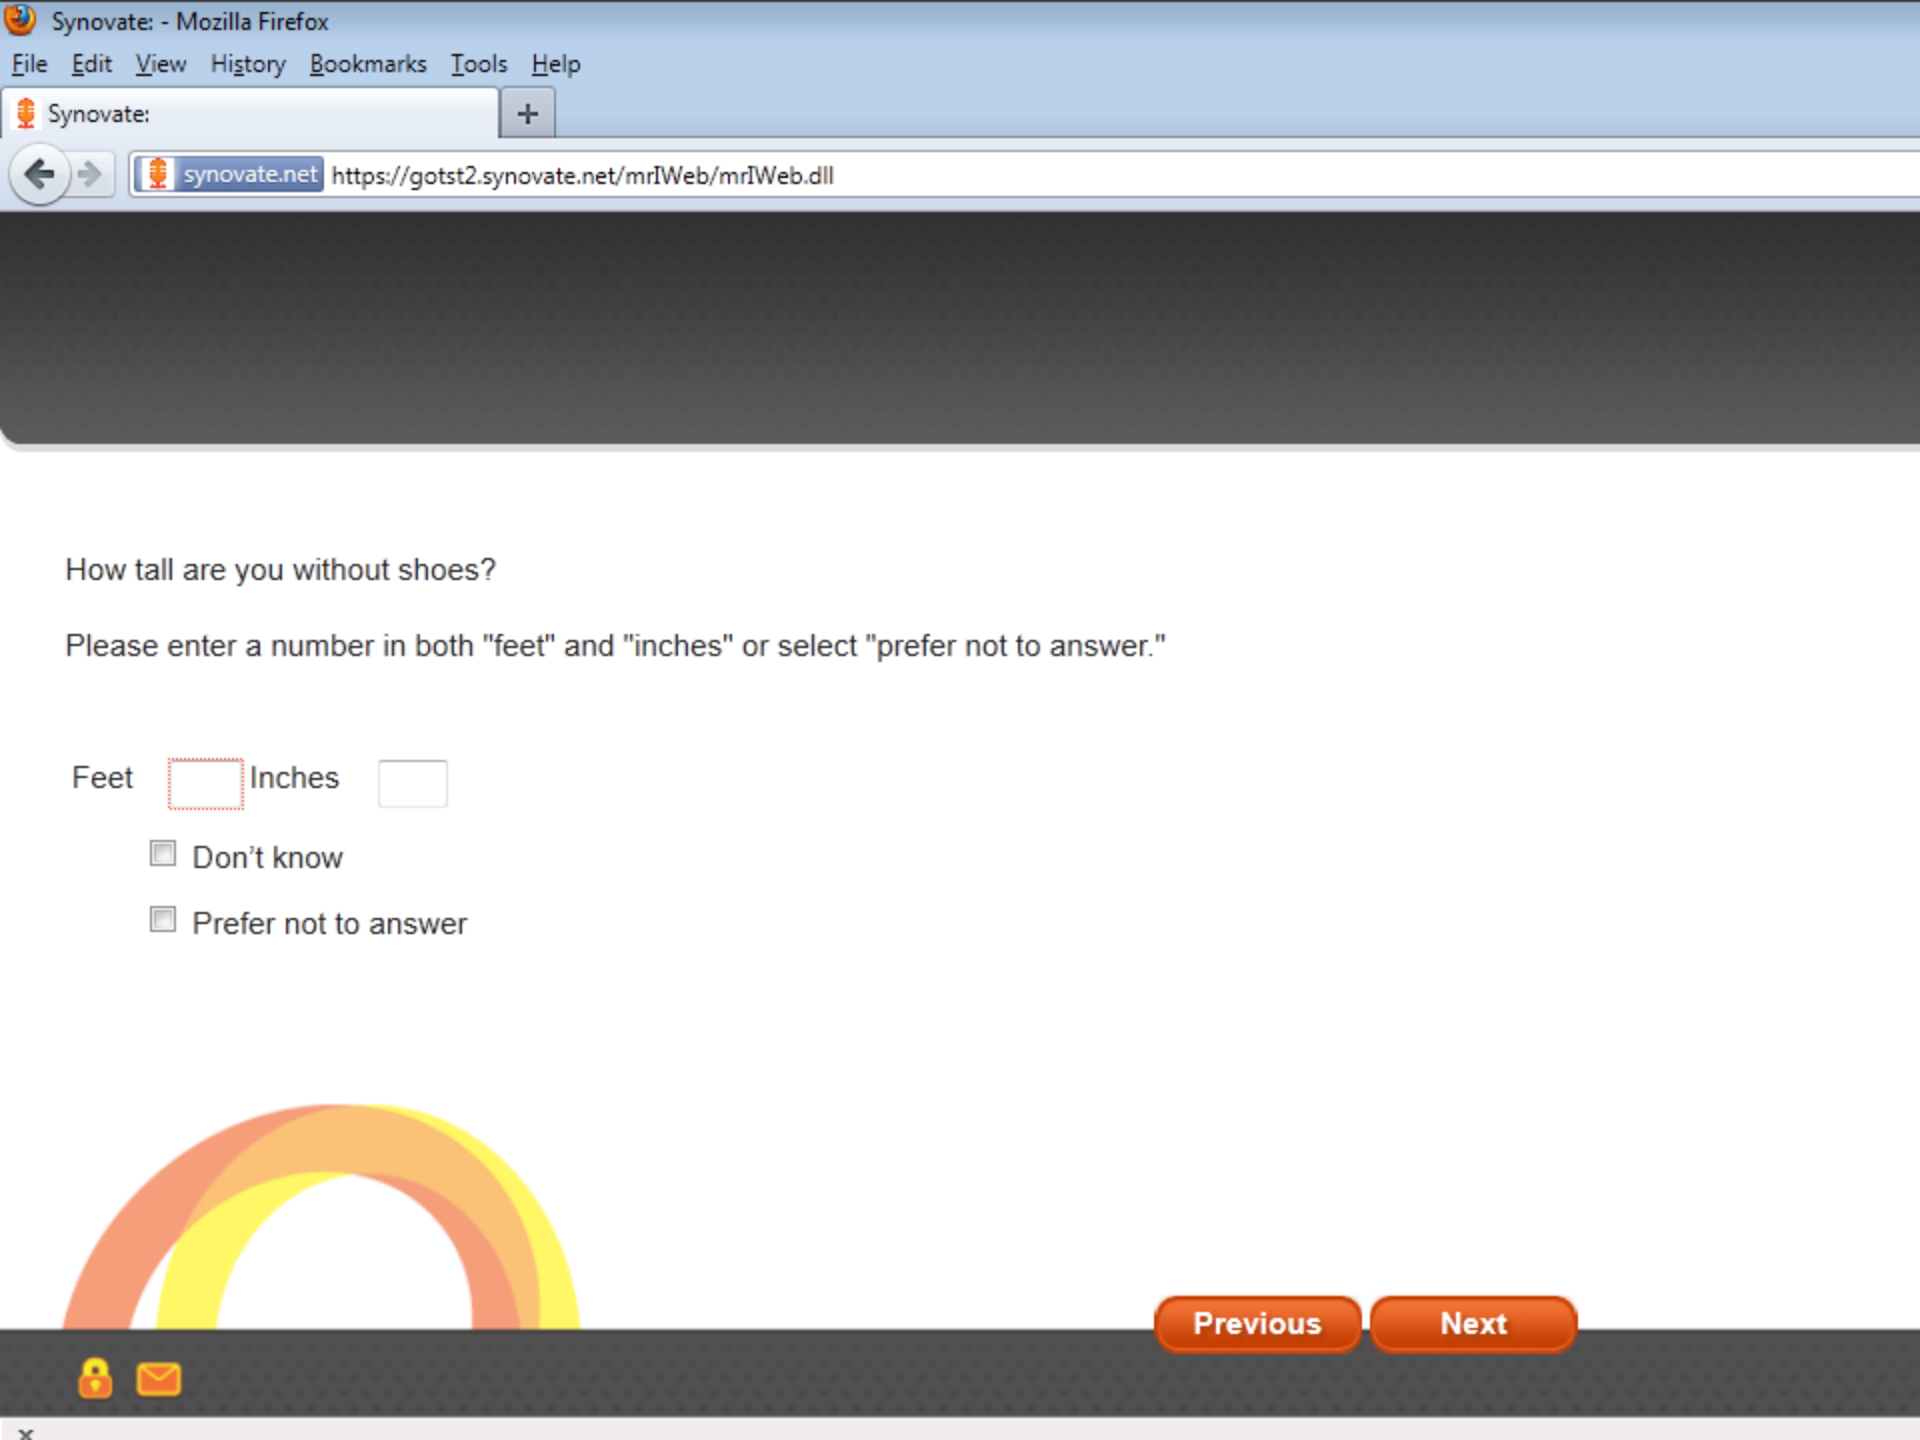 Synovate: - Mozilla Firefox
File Edit View History Bookmarks Tools Help
Synovate:
synovate.net https://gotst2.synovate.net/mrIWeb/mrIWeb.dll
How tall are you without shoes?
Please enter a number in both "feet" and "inches" or select "prefer not to answer."
Feet Inches
Don’t know
Prefer not to answer
Previous Next